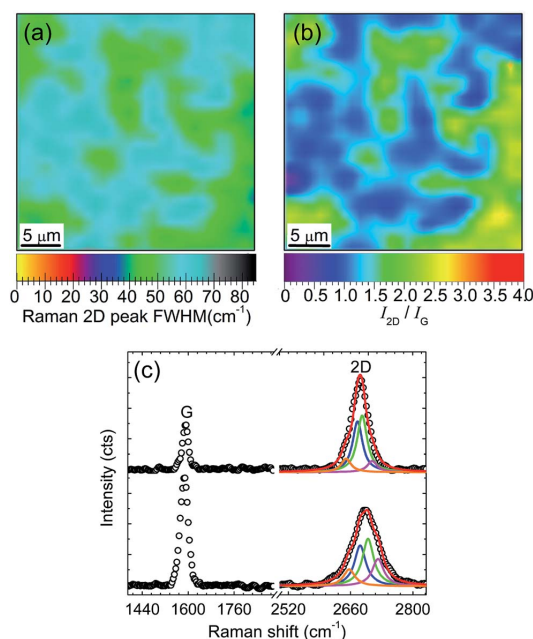 (a)
(b)
5 μm
5 μm
0 10 20 30 40 50 60 70 80
Raman 2D peak FWHM(cm⁻¹)
0 0.5 1.0 1.5 2.0 2.5 3.0 3.5 4.0
I2D / IG
(c)
G
2D
Intensity (cts)
1440 1600 1760 2520 2660 2800
Raman shift (cm⁻¹)